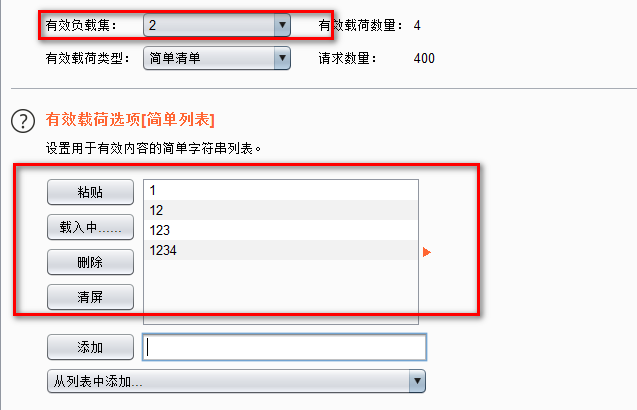 有效负载集： 2 有效载荷数量： 4
有效载荷类型： 简单清单 请求数量： 400
? 有效载荷选项[简单列表]
设置用于有效内容的简单字符串列表。
粘贴 1
12
载入中...... 123
1234
删除
清屏
添加
从列表中添加...